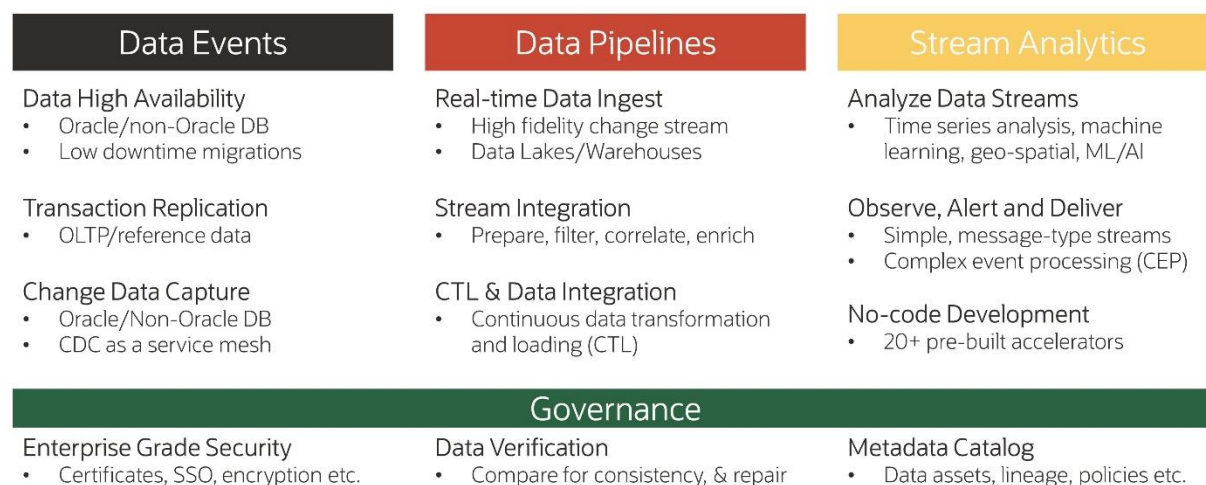 Data Events
Data High Availability
• Oracle/non-Oracle DB
• Low downtime migrations
Transaction Replication
• OLTP/reference data
Change Data Capture
• Oracle/Non-Oracle DB
• CDC as a service mesh
Data Pipelines
Real-time Data Ingest
• High fidelity change stream
• Data Lakes/Warehouses
Stream Integration
• Prepare, filter, correlate, enrich
CTL & Data Integration
• Continuous data transformation
and loading (CTL)
Stream Analytics
Analyze Data Streams
• Time series analysis, machine
learning, geo-spatial, ML/AI
Observe, Alert and Deliver
• Simple, message-type streams
• Complex event processing (CEP)
No-code Development
• 20+ pre-built accelerators
Governance
Enterprise Grade Security
• Certificates, SSO, encryption etc.
Data Verification
• Compare for consistency, & repair
Metadata Catalog
• Data assets, lineage, policies etc.